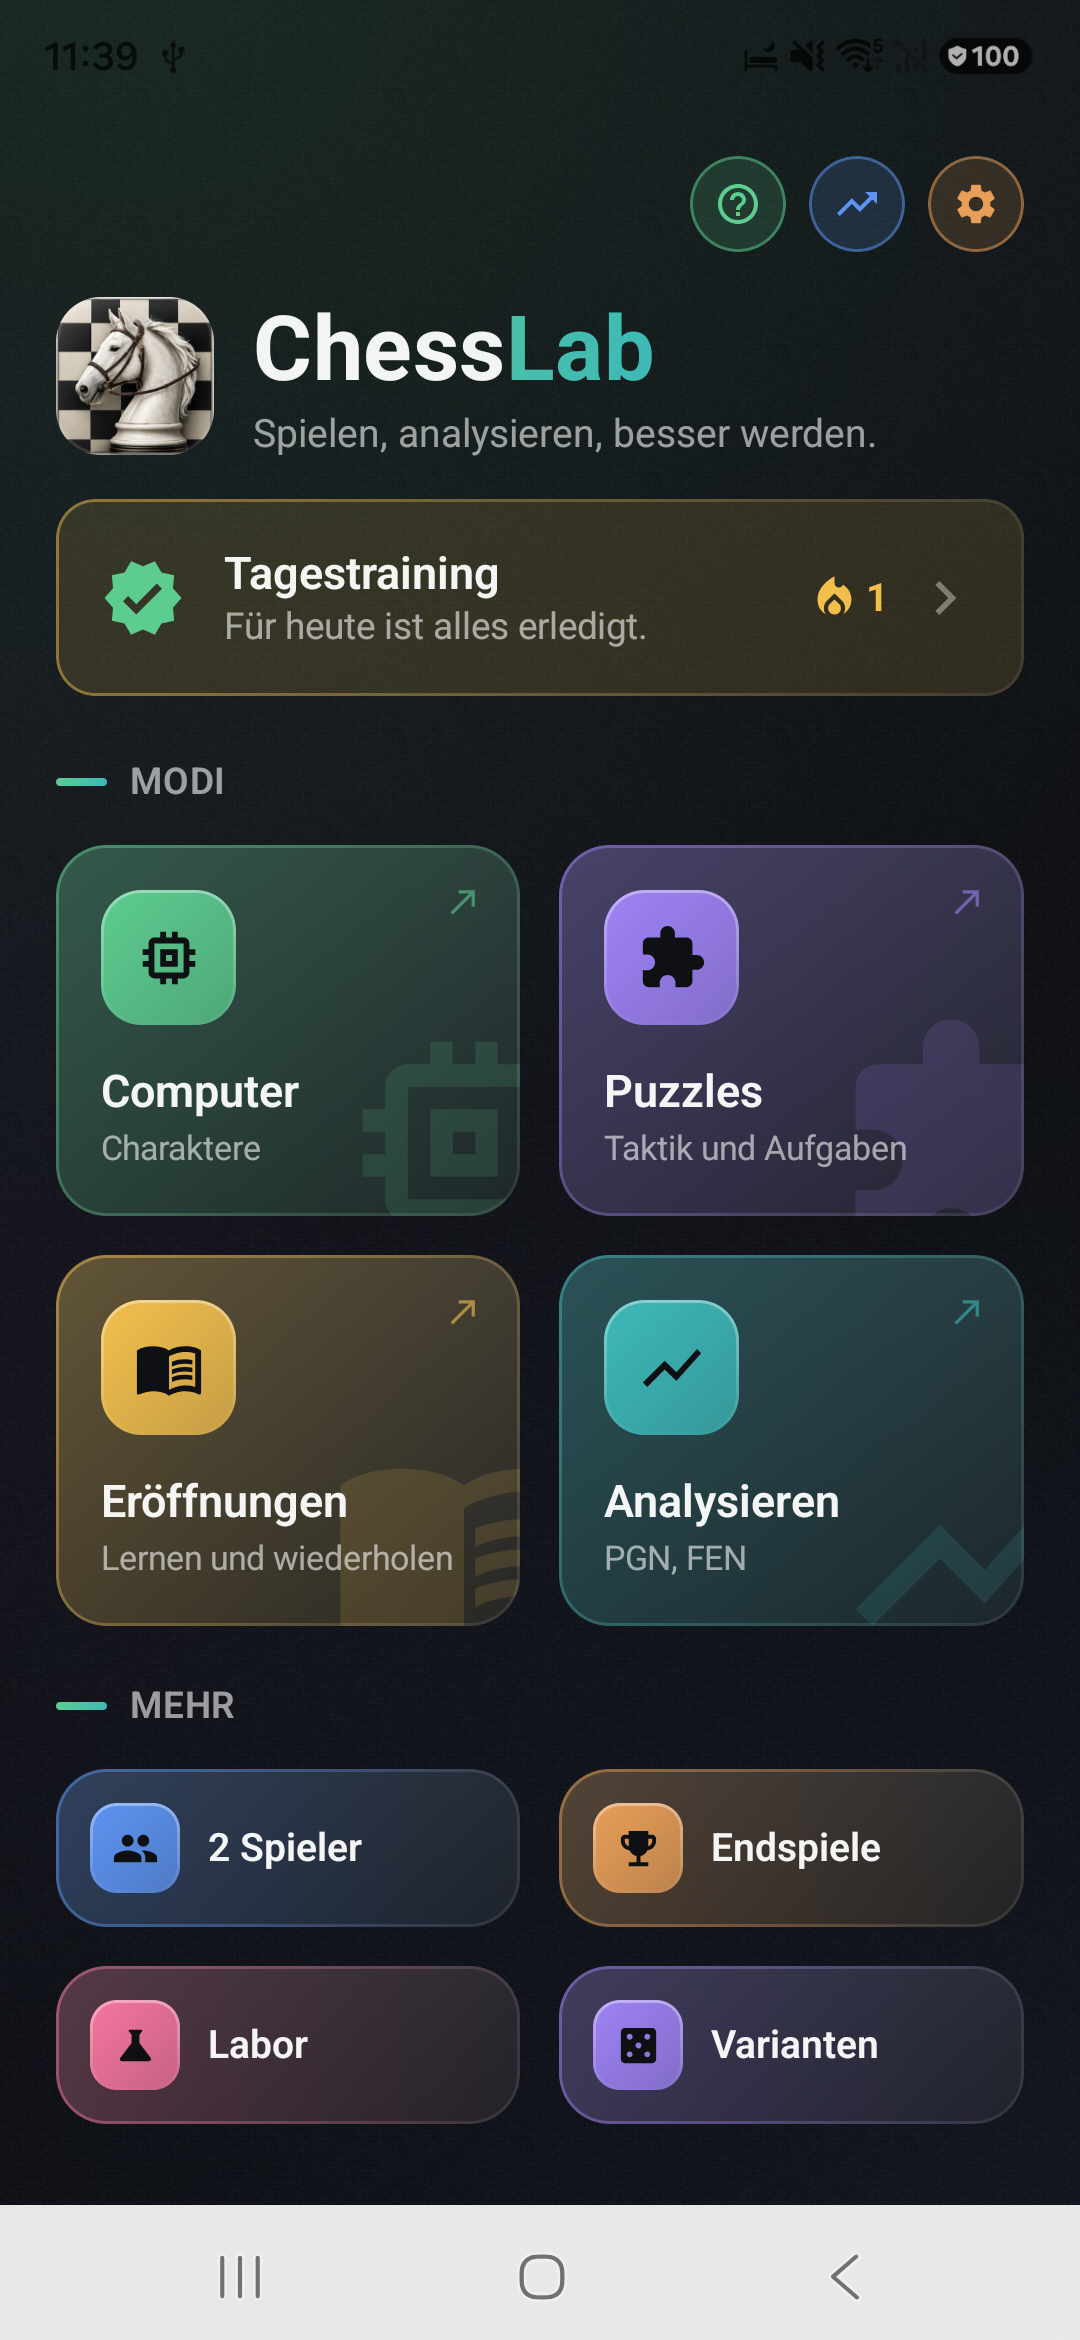 11:39
5
100
ChessLab
Spielen, analysieren, besser werden.
Tagestraining
Für heute ist alles erledigt.
1
MODI
Computer
Charaktere
Puzzles
Taktik und Aufgaben
Eröffnungen
Lernen und wiederholen
Analysieren
PGN, FEN
MEHR
2 Spieler
Endspiele
Labor
Varianten